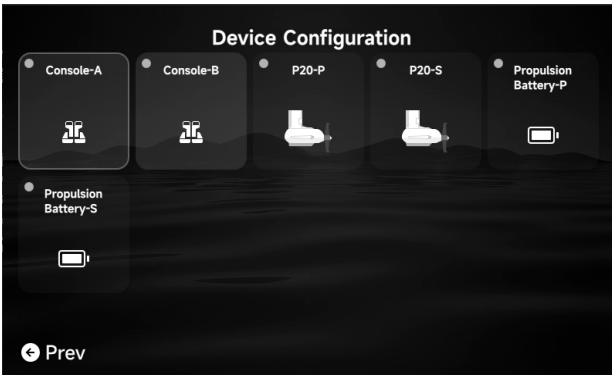 Device Configuration
Console-A
Console-B
P20-P
P20-S
Propulsion
Battery-P
Propulsion
Battery-S
Prev